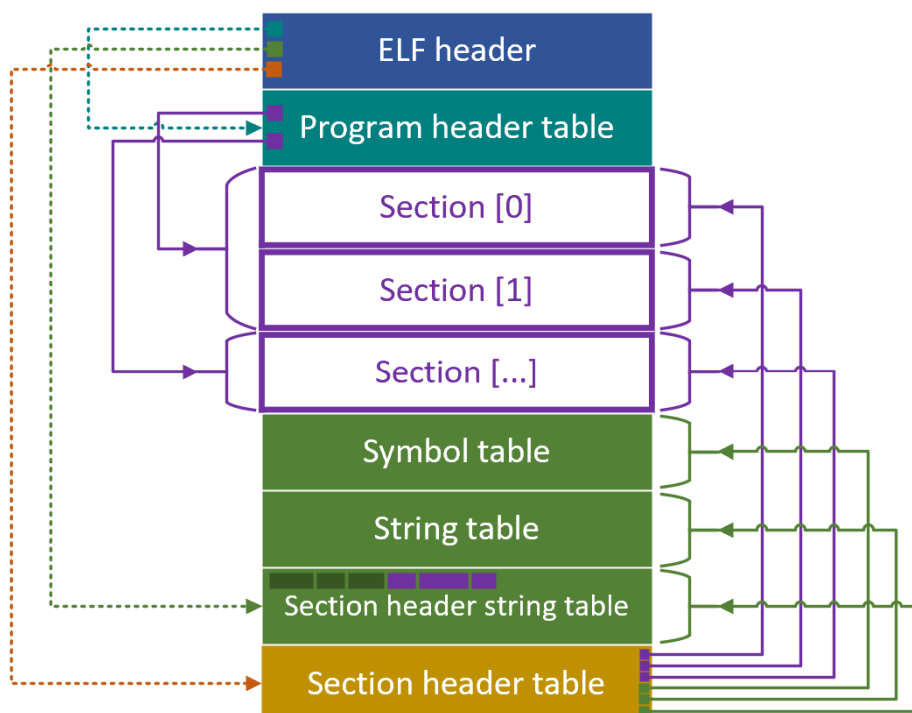 ELF header
Program header table
Section [0]
Section [1]
Section [...]
Symbol table
String table
Section header string table
Section header table